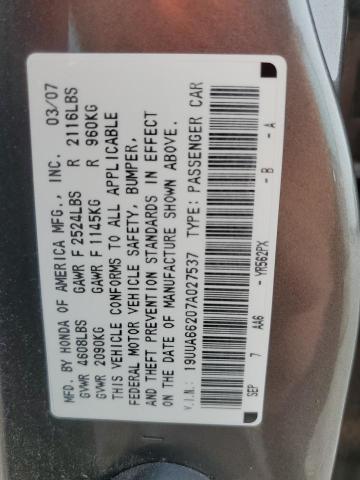 MFD. BY HONDA OF AMERICA MFG., INC. 03/07
GVWR 4608LBS GAWR F 2524LBS R 2116LBS
GVWR 2090KG GAWR F 1145KG R 960KG
THIS VEHICLE CONFORMS TO ALL APPLICABLE
FEDERAL MOTOR VEHICLE SAFETY, BUMPER,
AND THEFT PREVENTION STANDARDS IN EFFECT
ON THE DATE OF MANUFACTURE SHOWN ABOVE.
V.I.N.: 19UUA66207A027537 TYPE: PASSENGER CAR
SEP 7 AA6 - YR562PX - B - A